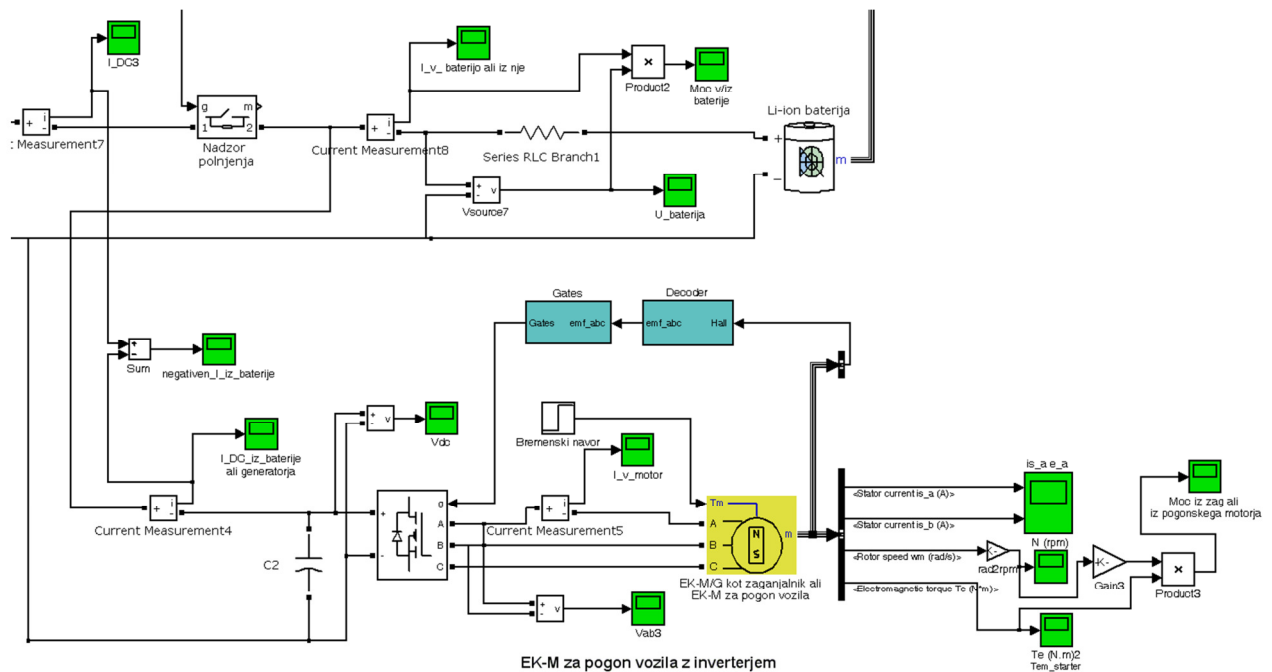 I_DC3
i
+ -
: Measurement7
g
m
1
2
Nadzor
polnjenja
i
+ -
Current Measurement8
I_v_ baterijo ali iz nje
×
Product2
Moc v/iz
baterije
Series RLC Branch1
Li-ion baterija
+
−
m
+
-
v
Vsource7
U_baterija
Gates
Gates
emf_abc
Decoder
emf_abc
Hall
+
−
Sum
negativen_I_iz_baterije
I_DC_iz_baterije
ali generatorja
i
+ -
Current Measurement4
+
-
v
Vdc
C2
+
-
g
A
B
C
Bremenski navor
I_v_motor
i
+ -
Current Measurement5
+
-
v
Vab3
Tm
A
B
C
N
S
m
EK-M/G kot zaganjalnik ali
EK-M za pogon vozila
<Stator current is_a (A)>
<Stator current is_b (A)>
<Rotor speed wm (rad/s)>
<Electromagnetic torque Te (N*m)>
is_a e_a
-K-
rad2rpm
N (rpm)
-K-
Gain3
×
Product3
Moc iz zag ali
iz pogonskega motorja
Te (N.m)2
Tem_starter
EK-M za pogon vozila z inverterjem